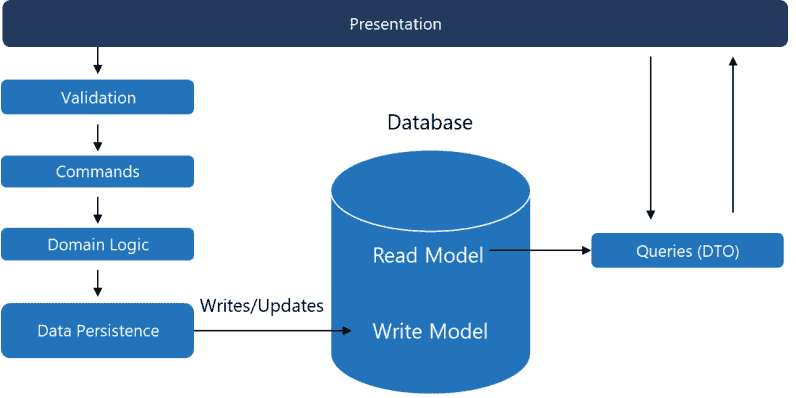 Presentation
Validation
Commands
Domain Logic
Data Persistence
Writes/Updates
Database
Read Model
Write Model
Queries (DTO)